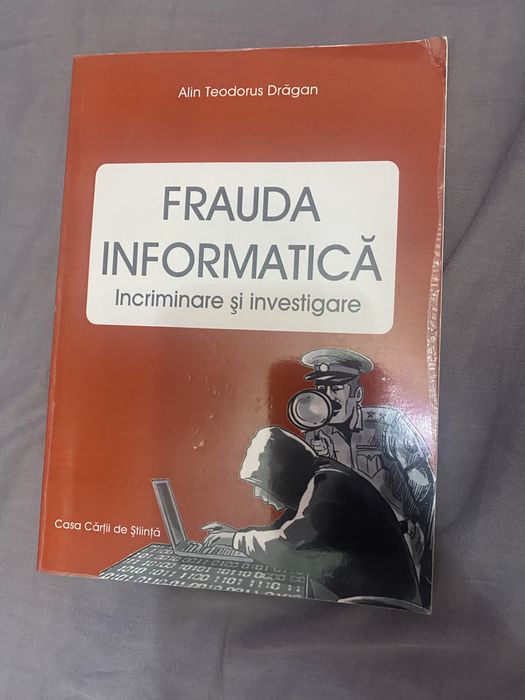 Alin Teodorus Drăgan
FRAUDA
INFORMATICĂ
Incriminare şi investigare
Casa Cărţii de Ştiinţă